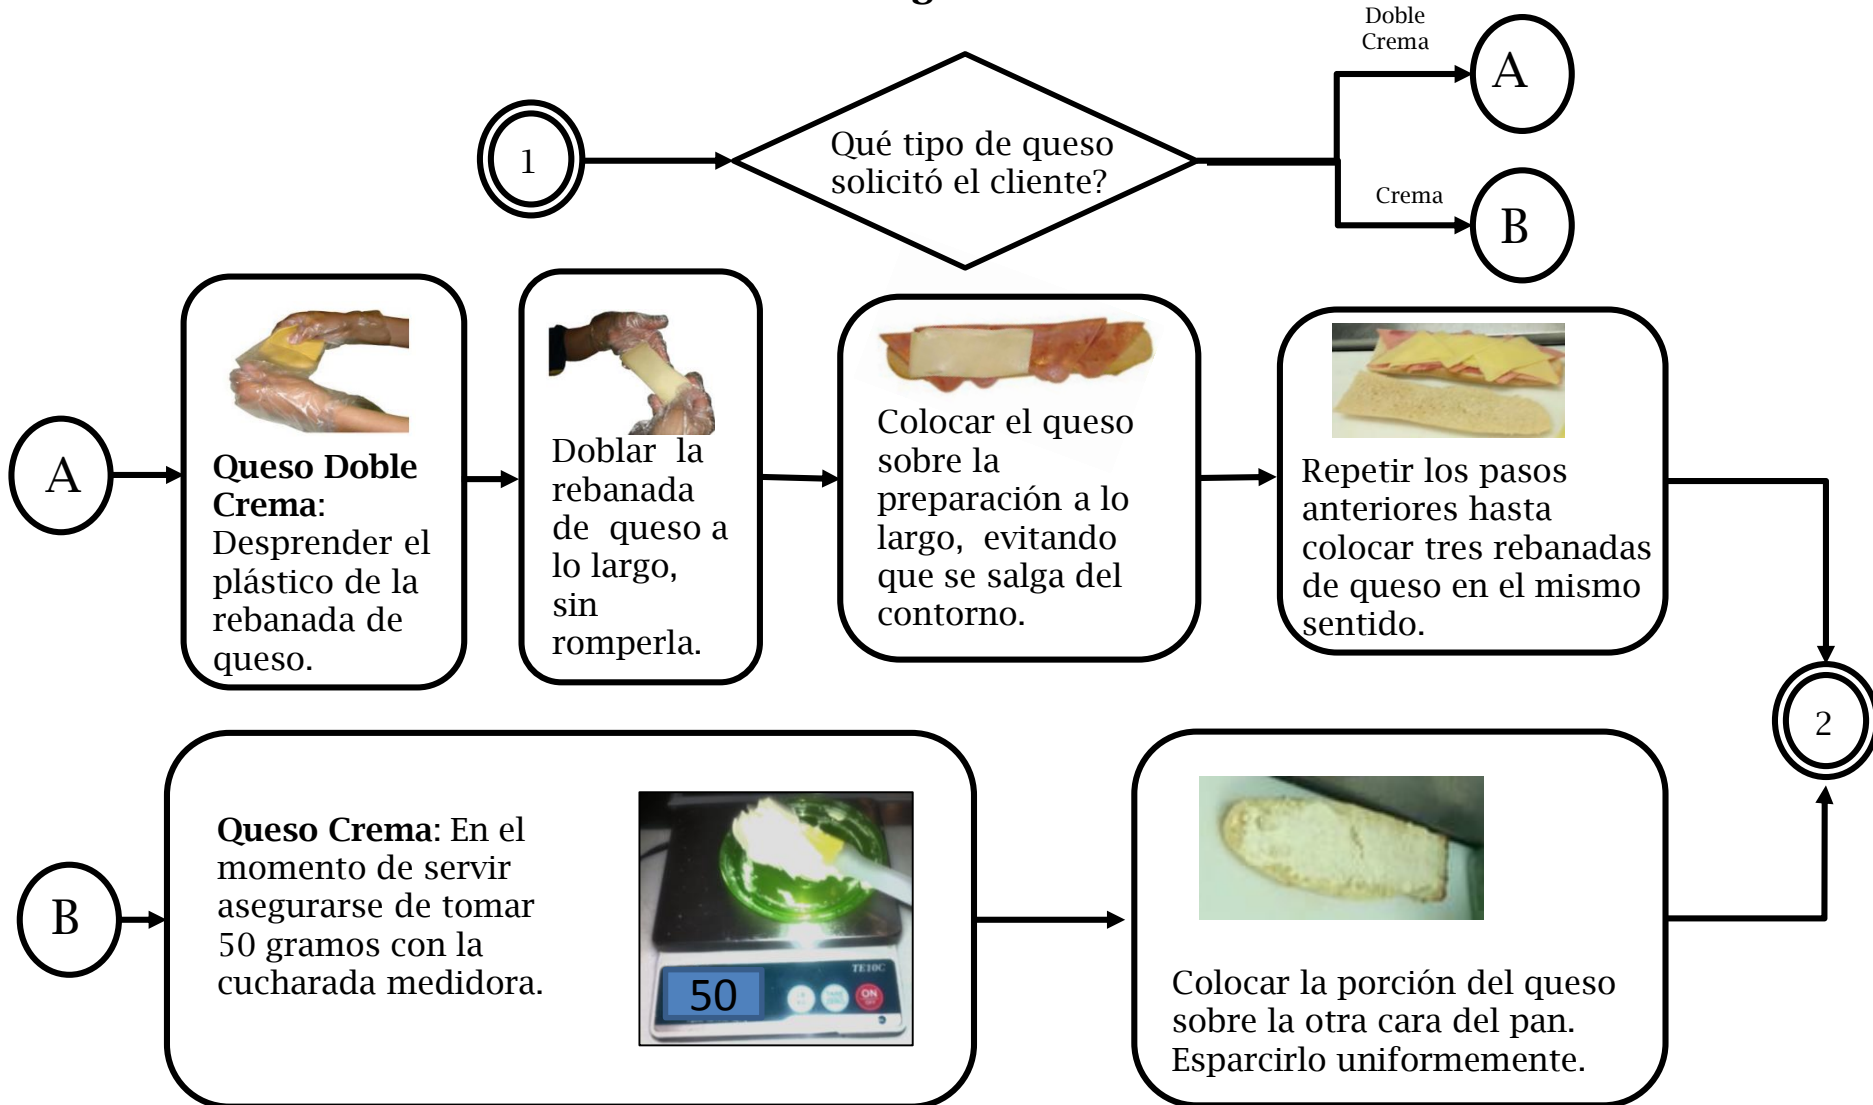 Doble
Crema
A
1
Qué tipo de queso
solicitó el cliente?
Crema
B
A
Queso Doble
Crema:
Desprender el
plástico de la
rebanada de
queso.
Doblar la
rebanada
de queso a
lo largo,
sin
romperla.
Colocar el queso
sobre la
preparación a lo
largo, evitando
que se salga del
contorno.
Repetir los pasos
anteriores hasta
colocar tres rebanadas
de queso en el mismo
sentido.
2
B
Queso Crema: En el
momento de servir
asegurarse de tomar
50 gramos con la
cucharada medidora.
TE10C
50
ON
Colocar la porción del queso
sobre la otra cara del pan.
Esparcirlo uniformemente.